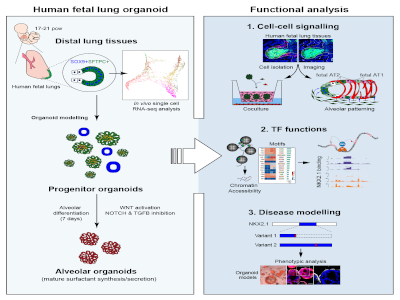 Human fetal lung organoid
17-21 pcw
Distal lung tissues
SOX9+SFTPC+
Human fetal lungs
In vivo single cell
RNA-seq analysis
Organoid modelling
Progenitor organoids
Alveolar
differentiation
(7 days)
WNT activation
NOTCH & TGFB inhibition
Alveolar organoids
(mature surfactant synthesis/secretion)
Functional analysis
1. Cell-cell signalling
Human fetal lung tissues
Cell isolation
Imaging
fetal AT2
fetal AT1
Coculture
Alveolar patterning
2. TF functions
Motifs
Chromatin
Accessibility
NKX2.1 binding
3. Disease modelling
NKX2.1
Variant 1
Variant 2
Phenotypic analysis
Organoid
models